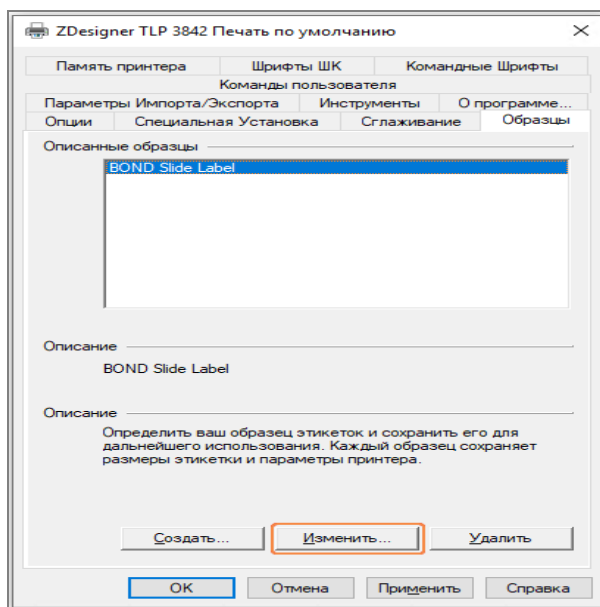 ZDesigner TLP 3842 Печать по умолчанию
Память принтера Шрифты ШК Командные Шрифты
Команды пользователя
Параметры Импорта/Экспорта Инструменты О программе...
Опции Специальная Установка Сглаживание Образцы
Описанные образцы
BOND Slide Label
Описание
BOND Slide Label
Описание
Определить ваш образец этикеток и сохранить его для
дальнейшего использования. Каждый образец сохраняет
размеры этикетки и параметры принтера.
Создать... Изменить... Удалить
OK Отмена Применить Справка